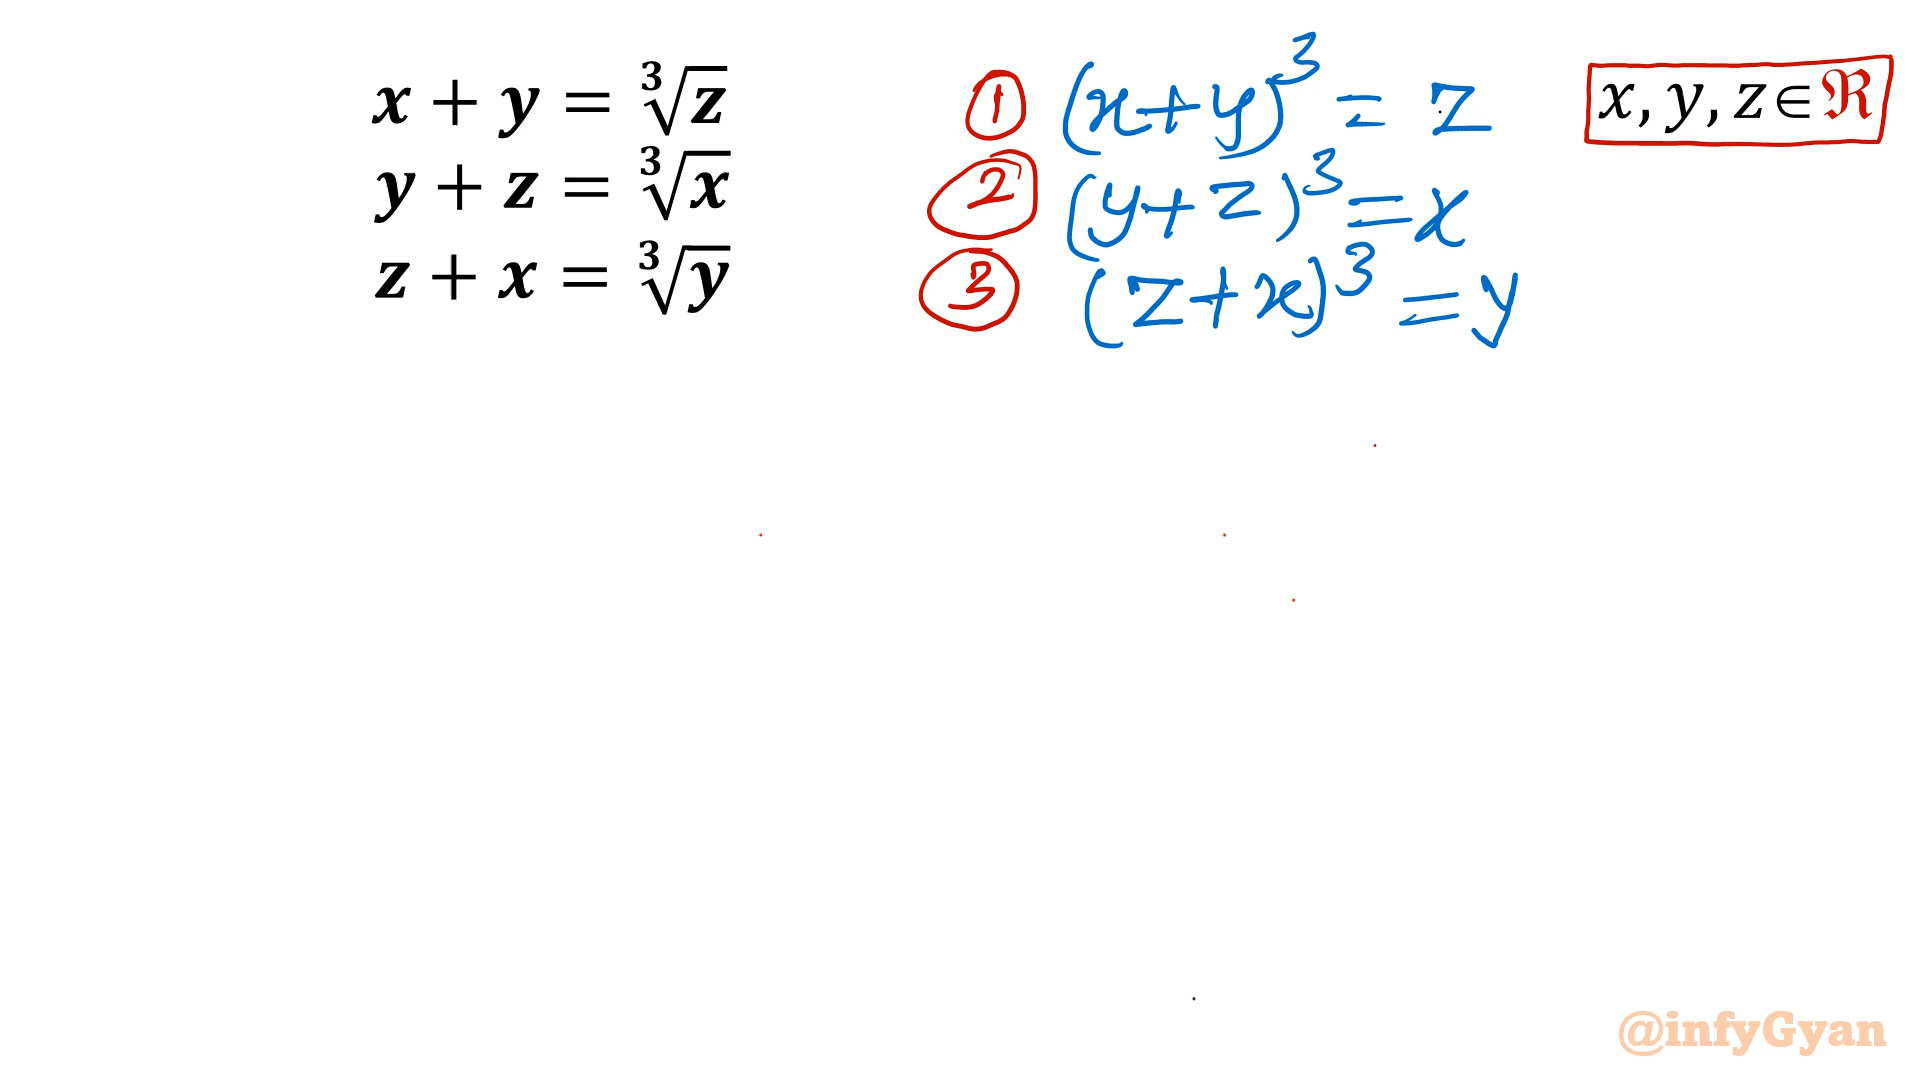 x + y = ∛z
y + z = ∛x
z + x = ∛y
① (x+y)³ = z
② (y+z)³ = x
③ (z+x)³ = y
x, y, z ∈ ℜ
@infyGyan